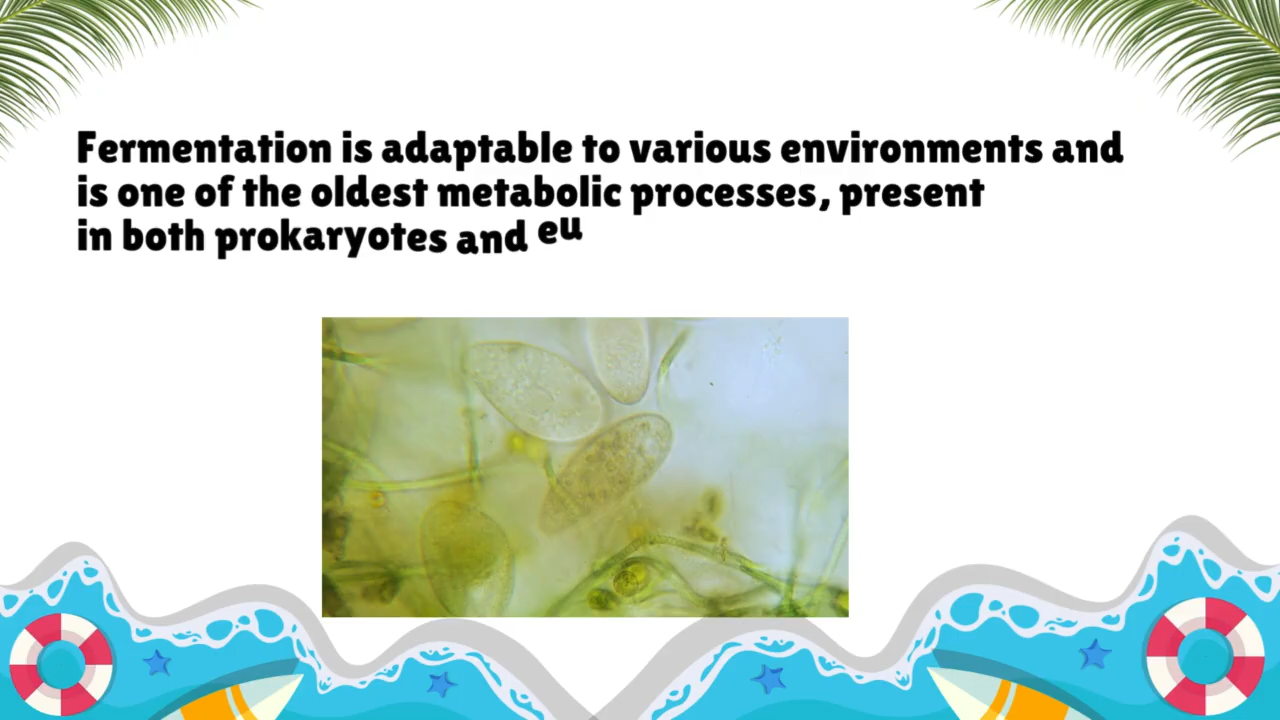 Fermentation is adaptable to various environments and
is one of the oldest metabolic processes, present
in both prokaryotes and eu